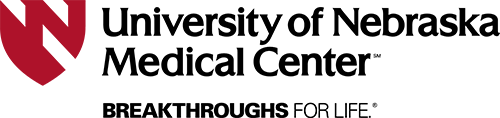 University of Nebraska
Medical Center℠
BREAKTHROUGHS FOR LIFE.®